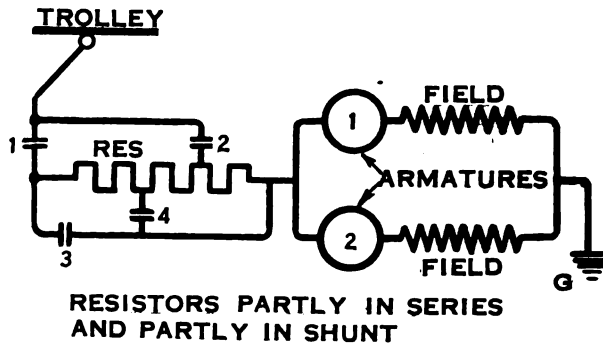 TROLLEY
1
RES
2
4
3
1
FIELD
ARMATURES
2
FIELD
G
RESISTORS PARTLY IN SERIES
AND PARTLY IN SHUNT